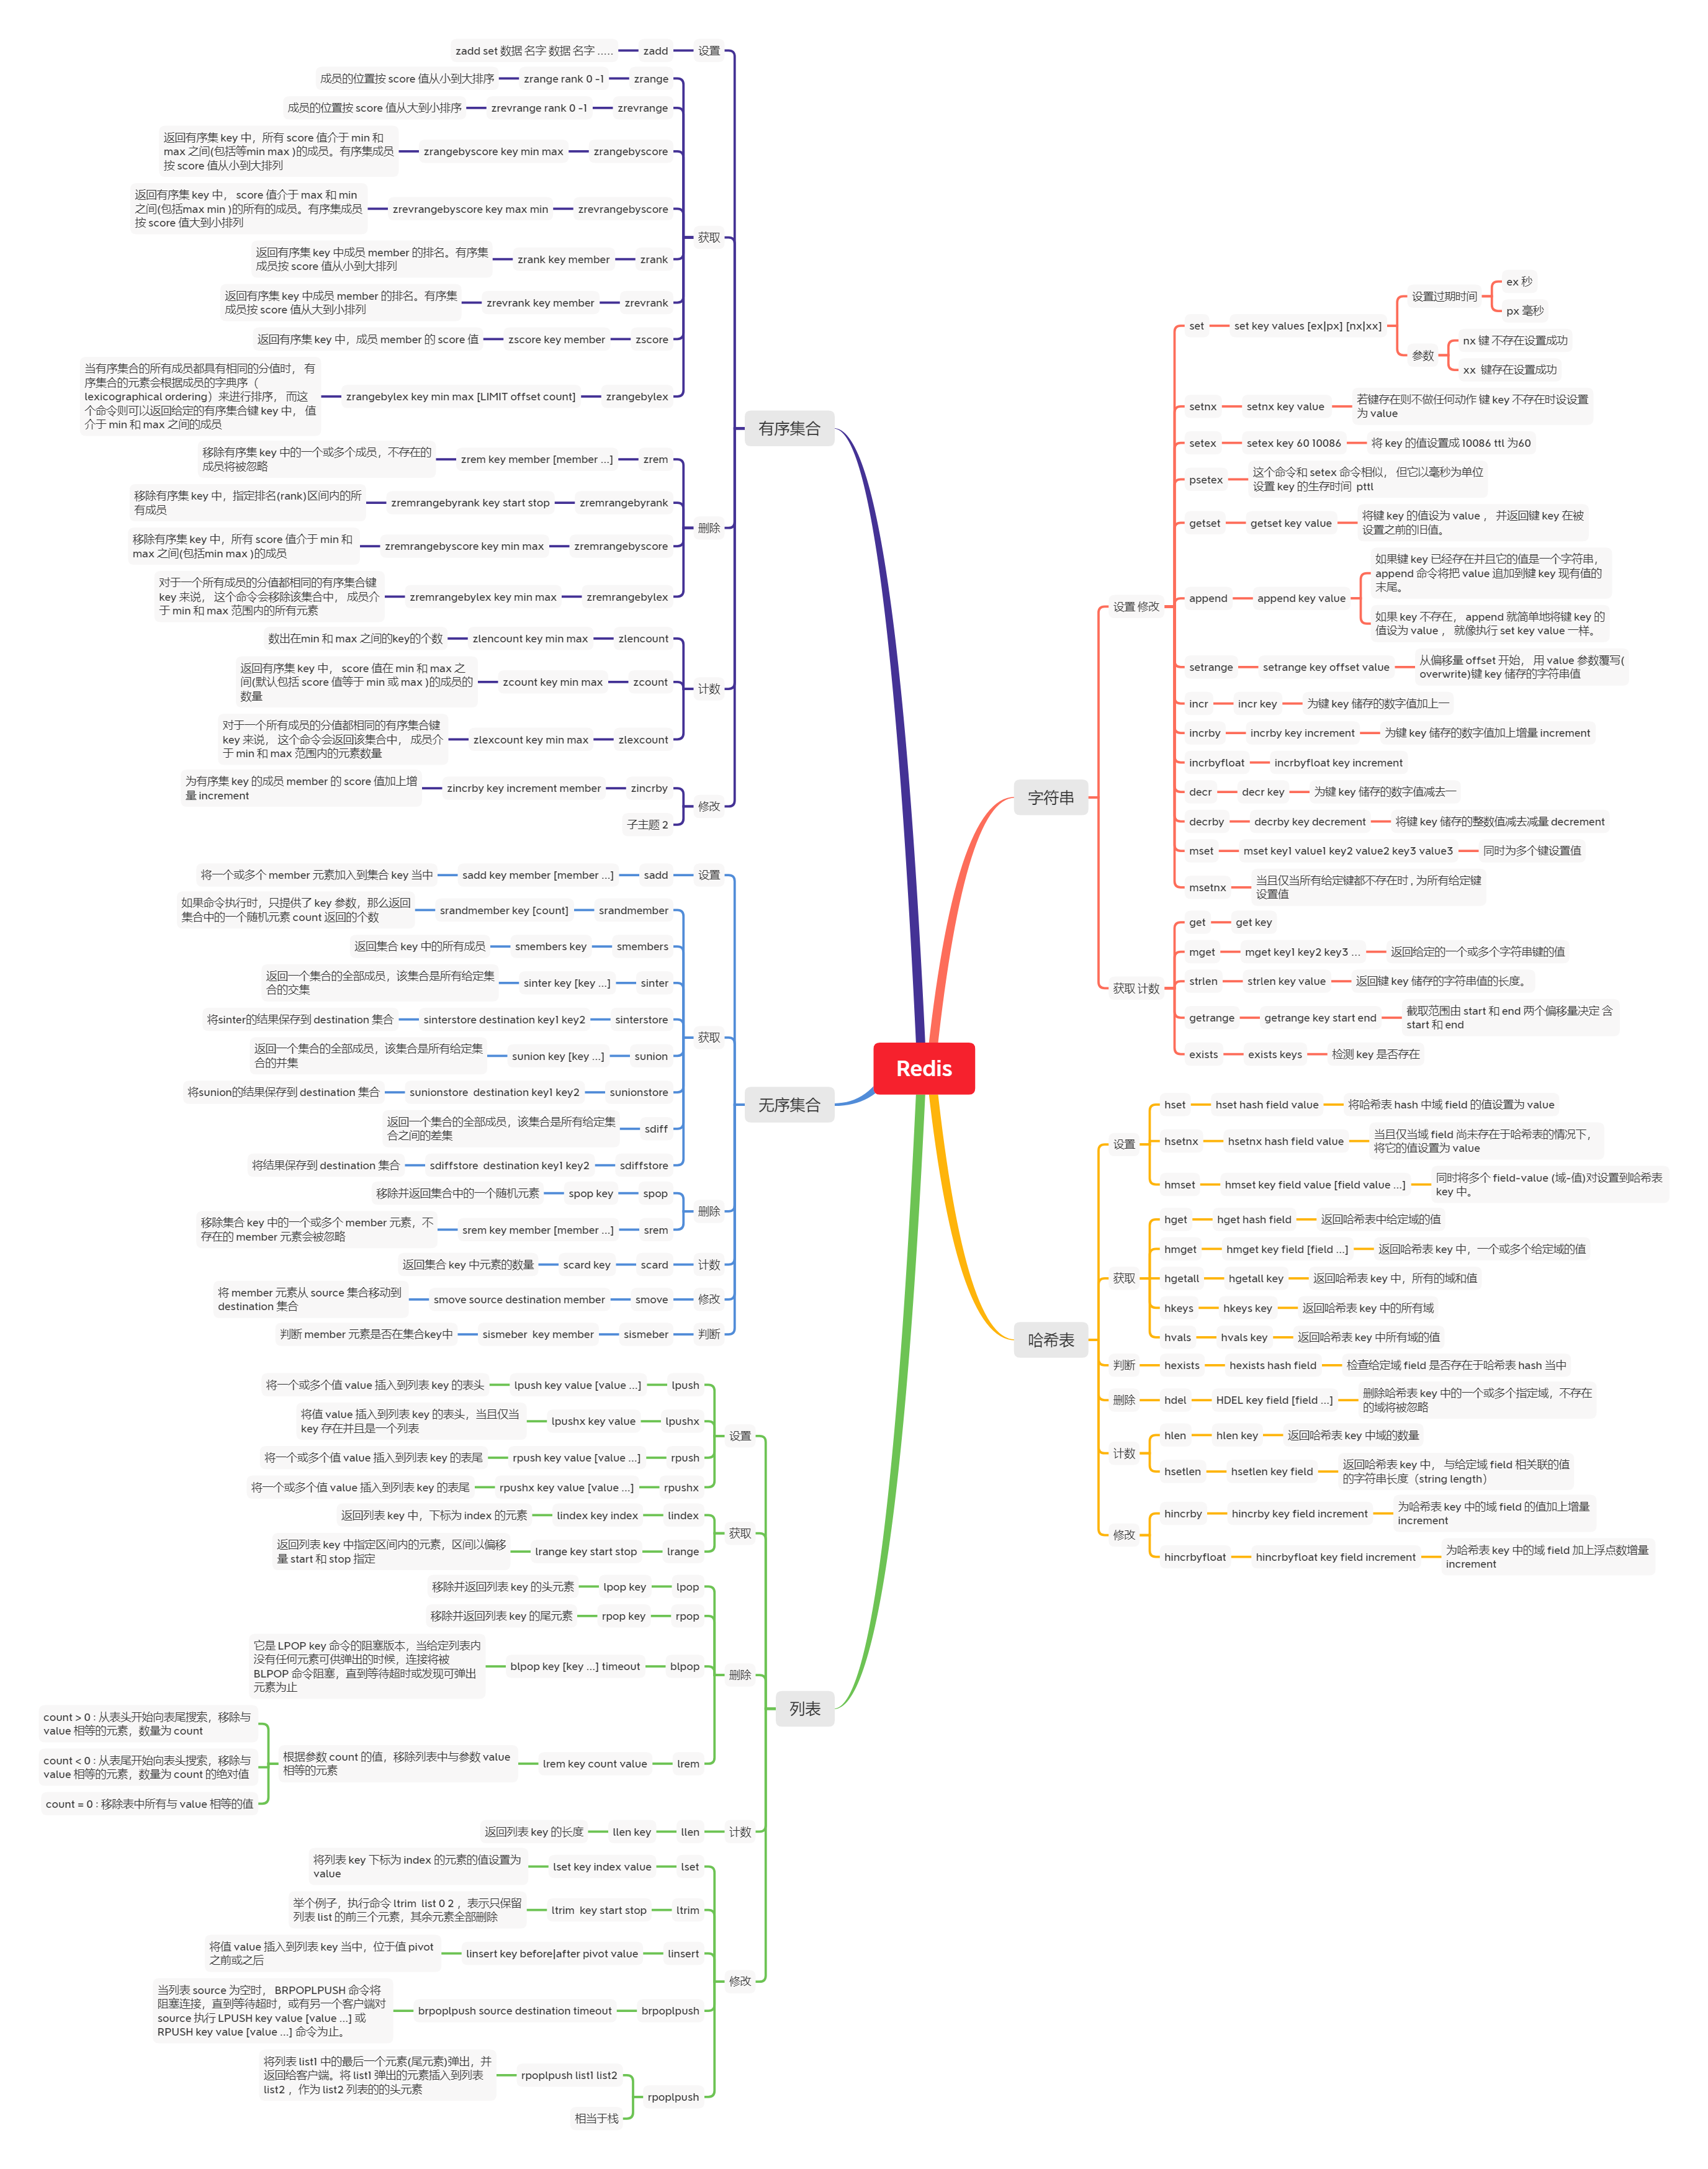 Redis
字符串
设置 修改
set
set key values [ex|px] [nx|xx]
设置过期时间
ex 秒
px 毫秒
参数
nx 键 不存在设置成功
xx 键存在设置成功
setnx
setnx key value
若键存在则不做任何动作 键 key 不存在时设设置
为 value
setex
setex key 60 10086
将 key 的值设置成 10086 ttl 为60
psetex
这个命令和 setex 命令相似， 但它以毫秒为单位
设置 key 的生存时间 pttl
getset
getset key value
将键 key 的值设为 value ， 并返回键 key 在被
设置之前的旧值。
append
append key value
如果键 key 已经存在并且它的值是一个字符串，
append 命令将把 value 追加到键 key 现有值的
末尾。
如果 key 不存在， append 就简单地将键 key 的
值设为 value ， 就像执行 set key value 一样。
setrange
setrange key offset value
从偏移量 offset 开始， 用 value 参数覆写(
overwrite)键 key 储存的字符串值
incr
incr key
为键 key 储存的数字值加上一
incrby
incrby key increment
为键 key 储存的数字值加上增量 increment
incrbyfloat
incrbyfloat key increment
decr
decr key
为键 key 储存的数字值减去一
decrby
decrby key decrement
将键 key 储存的整数值减去减量 decrement
mset
mset key1 value1 key2 value2 key3 value3
同时为多个键设置值
msetnx
当且仅当所有给定键都不存在时 , 为所有给定键
设置值
获取 计数
get
get key
mget
mget key1 key2 key3 ...
返回给定的一个或多个字符串键的值
strlen
strlen key value
返回键 key 储存的字符串值的长度。
getrange
getrange key start end
截取范围由 start 和 end 两个偏移量决定 含
start 和 end
exists
exists keys
检测 key 是否存在
哈希表
设置
hset
hset hash field value
将哈希表 hash 中域 field 的值设置为 value
hsetnx
hsetnx hash field value
当且仅当域 field 尚未存在于哈希表的情况下，
将它的值设置为 value
hmset
hmset key field value [field value ...]
同时将多个 field-value (域-值)对设置到哈希表
key 中。
获取
hget
hget hash field
返回哈希表中给定域的值
hmget
hmget key field [field ...]
返回哈希表 key 中，一个或多个给定域的值
hgetall
hgetall key
返回哈希表 key 中，所有的域和值
hkeys
hkeys key
返回哈希表 key 中的所有域
hvals
hvals key
返回哈希表 key 中所有域的值
判断
hexists
hexists hash field
检查给定域 field 是否存在于哈希表 hash 当中
删除
hdel
HDEL key field [field ...]
删除哈希表 key 中的一个或多个指定域，不存在
的域将被忽略
计数
hlen
hlen key
返回哈希表 key 中域的数量
hsetlen
hsetlen key field
返回哈希表 key 中， 与给定域 field 相关联的值
的字符串长度（string length）
修改
hincrby
hincrby key field increment
为哈希表 key 中的域 field 的值加上增量
increment
hincrbyfloat
hincrbyfloat key field increment
为哈希表 key 中的域 field 加上浮点数增量
increment
有序集合
设置
zadd
zadd set 数据 名字 数据 名字 .....
获取
zrange
zrange rank 0 -1
成员的位置按 score 值从小到大排序
zrevrange
zrevrange rank 0 -1
成员的位置按 score 值从大到小排序
zrangebyscore
zrangebyscore key min max
返回有序集 key 中，所有 score 值介于 min 和
max 之间(包括等min max )的成员。有序集成员
按 score 值从小到大排列
zrevrangebyscore
zrevrangebyscore key max min
返回有序集 key 中， score 值介于 max 和 min
之间(包括max min )的所有的成员。有序集成员
按 score 值大到小排列
zrank
zrank key member
返回有序集 key 中成员 member 的排名。有序集
成员按 score 值从小到大排列
zrevrank
zrevrank key member
返回有序集 key 中成员 member 的排名。有序集
成员按 score 值从大到小排列
zscore
zscore key member
返回有序集 key 中，成员 member 的 score 值
zrangebylex
zrangebylex key min max [LIMIT offset count]
当有序集合的所有成员都具有相同的分值时， 有
序集合的元素会根据成员的字典序（
lexicographical ordering）来进行排序， 而这
个命令则可以返回给定的有序集合键 key 中， 值
介于 min 和 max 之间的成员
删除
zrem
zrem key member [member ...]
移除有序集 key 中的一个或多个成员，不存在的
成员将被忽略
zremrangebyrank
zremrangebyrank key start stop
移除有序集 key 中，指定排名(rank)区间内的所
有成员
zremrangebyscore
zremrangebyscore key min max
移除有序集 key 中，所有 score 值介于 min 和
max 之间(包括min max )的成员
zremrangebylex
zremrangebylex key min max
对于一个所有成员的分值都相同的有序集合键
key 来说， 这个命令会移除该集合中， 成员介
于 min 和 max 范围内的所有元素
计数
zlencount
zlencount key min max
数出在min 和 max 之间的key的个数
zcount
zcount key min max
返回有序集 key 中， score 值在 min 和 max 之
间(默认包括 score 值等于 min 或 max )的成员的
数量
zlexcount
zlexcount key min max
对于一个所有成员的分值都相同的有序集合键
key 来说， 这个命令会返回该集合中， 成员介
于 min 和 max 范围内的元素数量
修改
zincrby
zincrby key increment member
为有序集 key 的成员 member 的 score 值加上增
量 increment
子主题 2
无序集合
设置
sadd
sadd key member [member ...]
将一个或多个 member 元素加入到集合 key 当中
获取
srandmember
srandmember key [count]
如果命令执行时，只提供了 key 参数，那么返回
集合中的一个随机元素 count 返回的个数
smembers
smembers key
返回集合 key 中的所有成员
sinter
sinter key [key ...]
返回一个集合的全部成员，该集合是所有给定集
合的交集
sinterstore
sinterstore destination key1 key2
将sinter的结果保存到 destination 集合
sunion
sunion key [key ...]
返回一个集合的全部成员，该集合是所有给定集
合的并集
sunionstore
sunionstore destination key1 key2
将sunion的结果保存到 destination 集合
sdiff
返回一个集合的全部成员，该集合是所有给定集
合之间的差集
sdiffstore
sdiffstore destination key1 key2
将结果保存到 destination 集合
删除
spop
spop key
移除并返回集合中的一个随机元素
srem
srem key member [member ...]
移除集合 key 中的一个或多个 member 元素，不
存在的 member 元素会被忽略
计数
scard
scard key
返回集合 key 中元素的数量
修改
smove
smove source destination member
将 member 元素从 source 集合移动到
destination 集合
判断
sismeber
sismeber key member
判断 member 元素是否在集合key中
列表
设置
lpush
lpush key value [value ...]
将一个或多个值 value 插入到列表 key 的表头
lpushx
lpushx key value
将值 value 插入到列表 key 的表头，当且仅当
key 存在并且是一个列表
rpush
rpush key value [value ...]
将一个或多个值 value 插入到列表 key 的表尾
rpushx
rpushx key value [value ...]
将一个或多个值 value 插入到列表 key 的表尾
获取
lindex
lindex key index
返回列表 key 中，下标为 index 的元素
lrange
lrange key start stop
返回列表 key 中指定区间内的元素，区间以偏移
量 start 和 stop 指定
删除
lpop
lpop key
移除并返回列表 key 的头元素
rpop
rpop key
移除并返回列表 key 的尾元素
blpop
blpop key [key ...] timeout
它是 LPOP key 命令的阻塞版本，当给定列表内
没有任何元素可供弹出的时候，连接将被
BLPOP 命令阻塞，直到等待超时或发现可弹出
元素为止
lrem
lrem key count value
根据参数 count 的值，移除列表中与参数 value
相等的元素
count > 0 : 从表头开始向表尾搜索，移除与
value 相等的元素，数量为 count
count < 0 : 从表尾开始向表头搜索，移除与
value 相等的元素，数量为 count 的绝对值
count = 0 : 移除表中所有与 value 相等的值
计数
llen
llen key
返回列表 key 的长度
修改
lset
lset key index value
将列表 key 下标为 index 的元素的值设置为
value
ltrim
ltrim key start stop
举个例子，执行命令 ltrim list 0 2 ，表示只保留
列表 list 的前三个元素，其余元素全部删除
linsert
linsert key before|after pivot value
将值 value 插入到列表 key 当中，位于值 pivot
之前或之后
brpoplpush
brpoplpush source destination timeout
当列表 source 为空时， BRPOPLPUSH 命令将
阻塞连接，直到等待超时，或有另一个客户端对
source 执行 LPUSH key value [value ...] 或
RPUSH key value [value ...] 命令为止。
rpoplpush
rpoplpush list1 list2
将列表 list1 中的最后一个元素(尾元素)弹出，并
返回给客户端。将 list1 弹出的元素插入到列表
list2 ，作为 list2 列表的的头元素
相当于栈